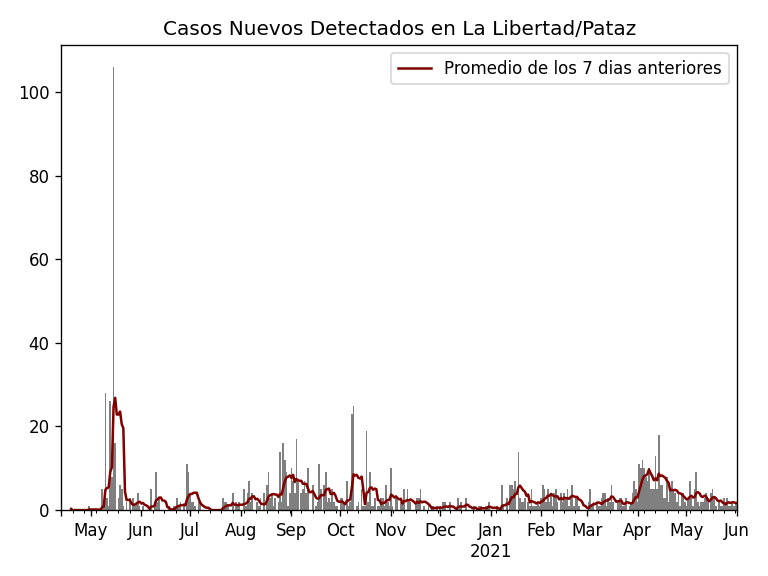 Casos Nuevos Detectados en La Libertad/Pataz
Promedio de los 7 dias anteriores
100
80
60
40
20
0
May Jun Jul Aug Sep Oct Nov Dec Jan Feb Mar Apr May Jun
2021